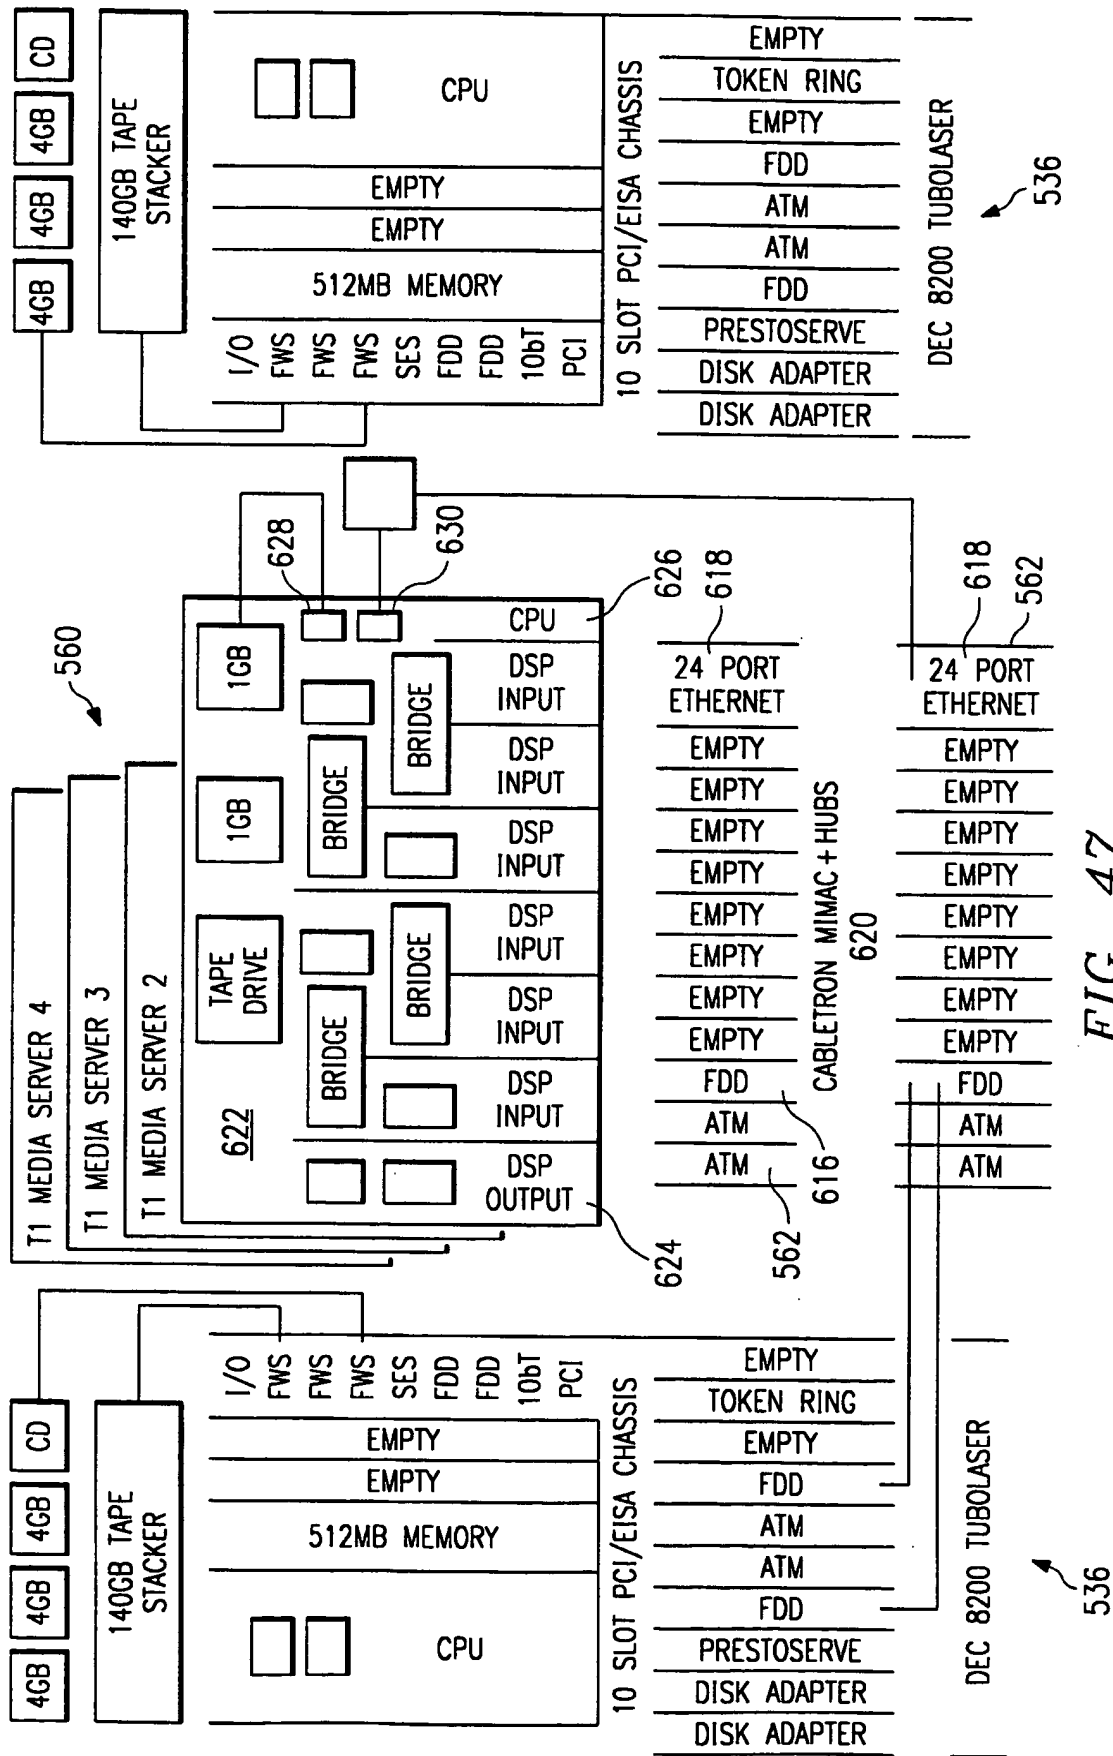 4GB
4GB
4GB
CD
140GB TAPE
STACKER
CPU
512MB MEMORY
EMPTY
EMPTY
I/O
FWS
FWS
FWS
SES
FDD
FDD
10bT
PCI
10 SLOT PCI/EISA CHASSIS
DISK ADAPTER
DISK ADAPTER
PRESTOSERVE
FDD
ATM
ATM
FDD
EMPTY
TOKEN RING
EMPTY
DEC 8200 TUBOLASER
536
T1 MEDIA SERVER 4
T1 MEDIA SERVER 3
T1 MEDIA SERVER 2
560
622
TAPE
DRIVE
1GB
1GB
628
630
BRIDGE
BRIDGE
BRIDGE
BRIDGE
DSP
OUTPUT
DSP
INPUT
DSP
INPUT
DSP
INPUT
DSP
INPUT
DSP
INPUT
DSP
INPUT
CPU
624
626
562
616
618
ATM
ATM
FDD
EMPTY
EMPTY
EMPTY
EMPTY
EMPTY
EMPTY
EMPTY
EMPTY
24 PORT
ETHERNET
CABLETRON MIMAC+HUBS
620
ATM
ATM
FDD
EMPTY
EMPTY
EMPTY
EMPTY
EMPTY
EMPTY
EMPTY
EMPTY
24 PORT
ETHERNET
618
562
4GB
4GB
4GB
CD
140GB TAPE
STACKER
I/O
FWS
FWS
FWS
SES
FDD
FDD
10bT
PCI
512MB MEMORY
EMPTY
EMPTY
CPU
10 SLOT PCI/EISA CHASSIS
DISK ADAPTER
DISK ADAPTER
PRESTOSERVE
FDD
ATM
ATM
FDD
EMPTY
TOKEN RING
EMPTY
DEC 8200 TUBOLASER
536
FIG. 47